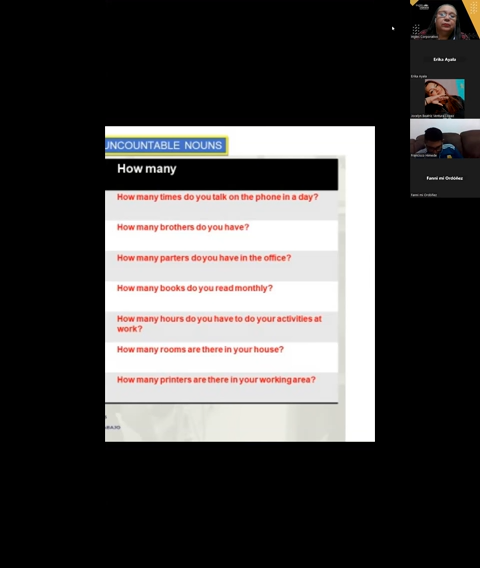 UNCOUNTABLE NOUNS
How many
How many times do you talk on the phone in a day?
How many brothers do you have?
How many parters do you have in the office?
How many books do you read monthly?
How many hours do you have to do your activities at
work?
How many rooms are there in your house?
How many printers are there in your working area?
Erika Ayala
Erika Ayala
Fanni mi Ordóñez
Fanni mi Ordóñez